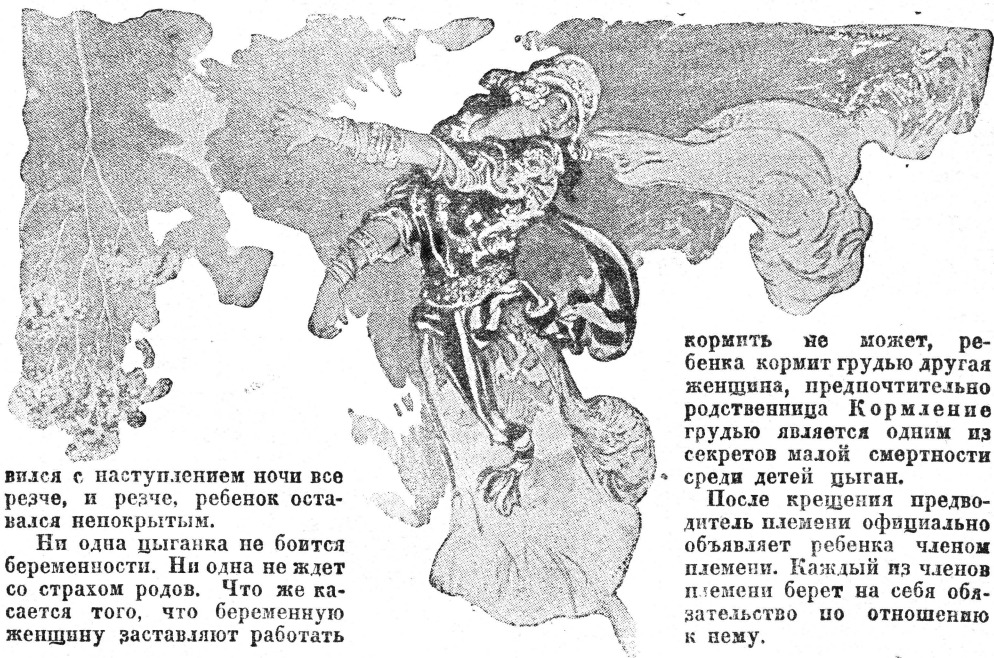 вился с наступлением ночи все
резче, и резче, ребенок оста-
вался непокрытым.
Ни одна цыганка не боится
беременности. Ни одна не ждет
со страхом родов. Что же ка-
сается того, что беременную
женщину заставляют работать
кормить не может, ре-
бенка кормит грудью другая
женщина, предпочтительно
родственница Кормление
грудью является одним из
секретов малой смертности
среди детей цыган.
После крещения предво-
дитель племени официально
объявляет ребенка членом
племени. Каждый из членов
племени берет на себя обя-
зательство по отношению
к нему.